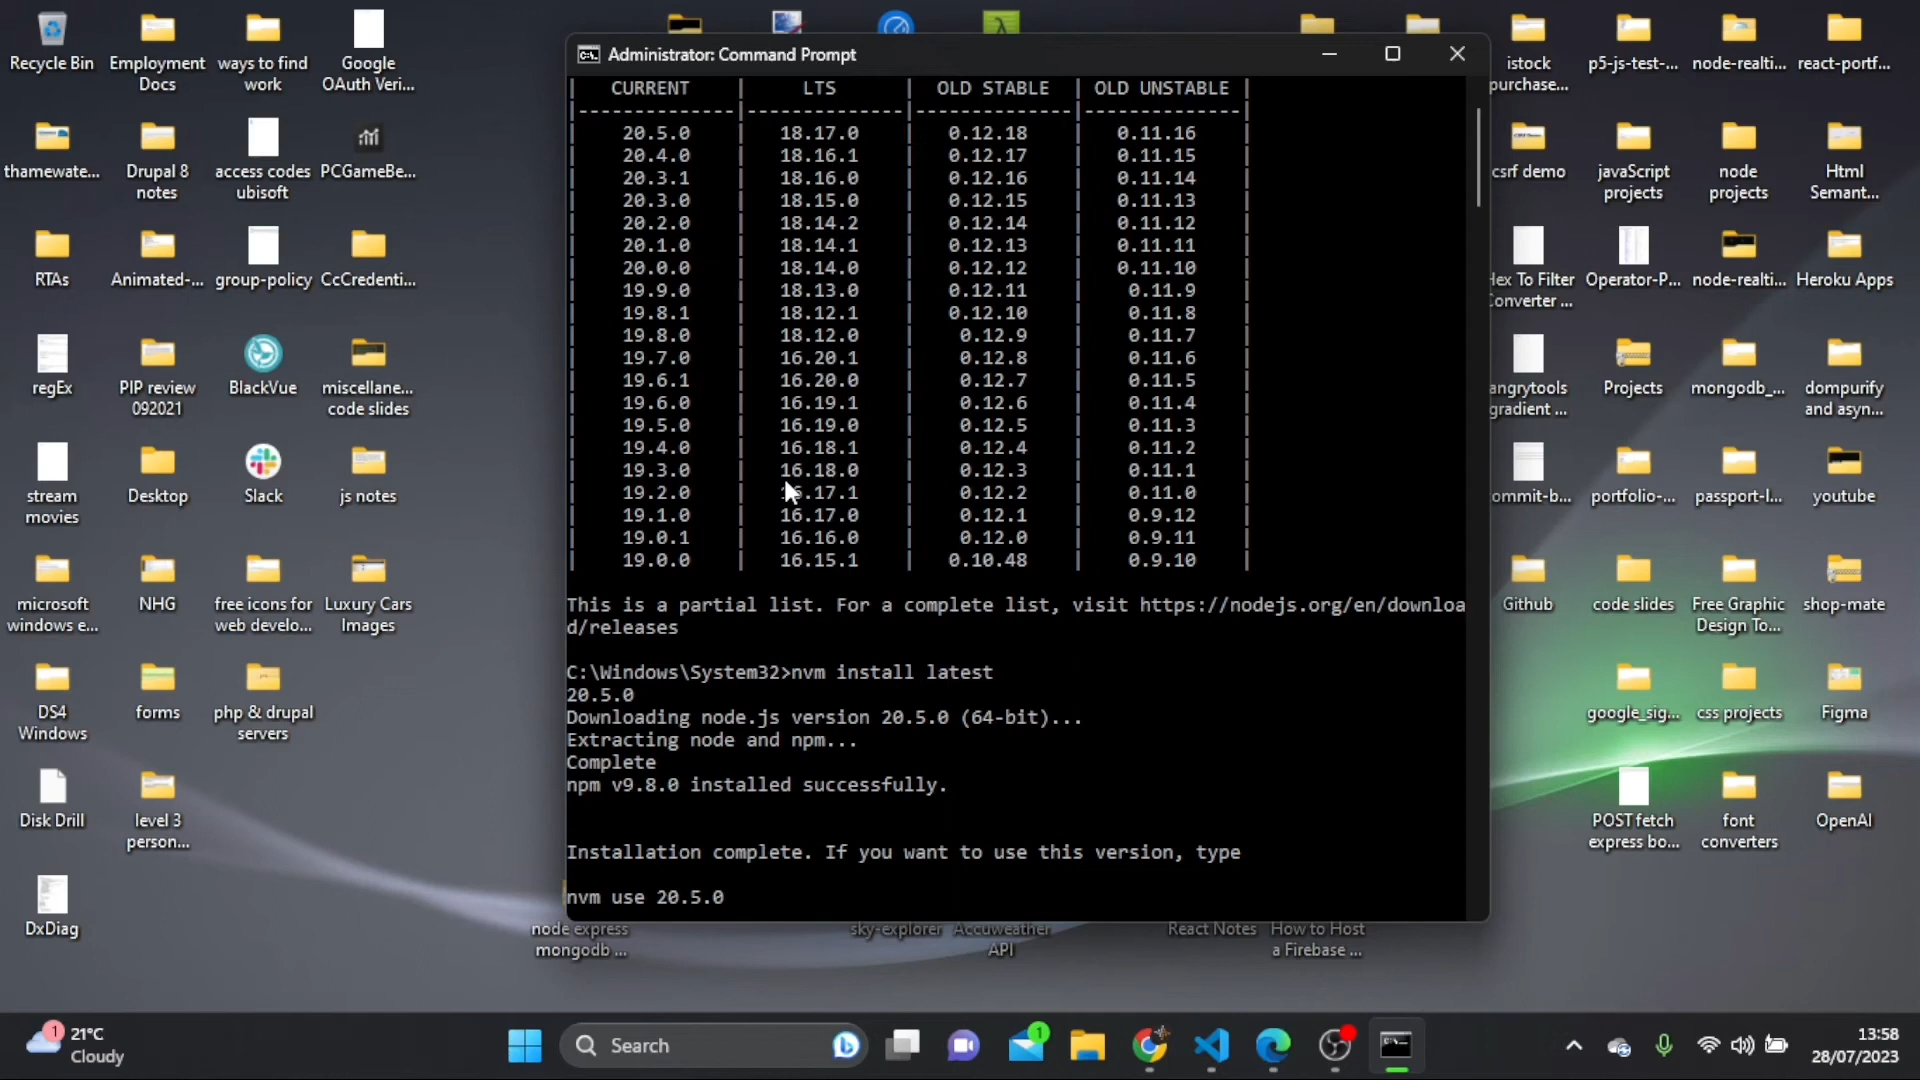 Recycle Bin
Employment
Docs
ways to find
work
Google
OAuth Veri...
thamewate...
Drupal 8
notes
access codes
ubisoft
PCGameBe...
RTAs
Animated-...
group-policy
CcCredenti...
regEx
PIP review
092021
BlackVue
miscellane...
code slides
stream
movies
Desktop
Slack
js notes
microsoft
windows e...
NHG
free icons for
web develo...
Luxury Cars
Images
DS4
Windows
forms
php & drupal
servers
Disk Drill
level 3
person...
DxDiag
Administrator: Command Prompt
CURRENT | LTS | OLD STABLE | OLD UNSTABLE |
20.5.0 | 18.17.0 | 0.12.18 | 0.11.16 |
20.4.0 | 18.16.1 | 0.12.17 | 0.11.15 |
20.3.1 | 18.16.0 | 0.12.16 | 0.11.14 |
20.3.0 | 18.15.0 | 0.12.15 | 0.11.13 |
20.2.0 | 18.14.2 | 0.12.14 | 0.11.12 |
20.1.0 | 18.14.1 | 0.12.13 | 0.11.11 |
20.0.0 | 18.14.0 | 0.12.12 | 0.11.10 |
19.9.0 | 18.13.0 | 0.12.11 | 0.11.9 |
19.8.1 | 18.12.1 | 0.12.10 | 0.11.8 |
19.8.0 | 18.12.0 | 0.12.9 | 0.11.7 |
19.7.0 | 16.20.1 | 0.12.8 | 0.11.6 |
19.6.1 | 16.20.0 | 0.12.7 | 0.11.5 |
19.6.0 | 16.19.1 | 0.12.6 | 0.11.4 |
19.5.0 | 16.19.0 | 0.12.5 | 0.11.3 |
19.4.0 | 16.18.1 | 0.12.4 | 0.11.2 |
19.3.0 | 16.18.0 | 0.12.3 | 0.11.1 |
19.2.0 | 16.17.1 | 0.12.2 | 0.11.0 |
19.1.0 | 16.17.0 | 0.12.1 | 0.9.12 |
19.0.1 | 16.16.0 | 0.12.0 | 0.9.11 |
19.0.0 | 16.15.1 | 0.10.48 | 0.9.10 |
This is a partial list. For a complete list, visit https://nodejs.org/en/downloa
d/releases
C:\Windows\System32>nvm install latest
20.5.0
Downloading node.js version 20.5.0 (64-bit)...
Extracting node and npm...
Complete
npm v9.8.0 installed successfully.
Installation complete. If you want to use this version, type
nvm use 20.5.0
node express
mongodb ...
sky-explorer
Accuweather
API
React Notes
How to Host
a Firebase ...
istock
purchase...
p5-js-test-...
node-realti...
react-portf...
csrf demo
javaScript
projects
node
projects
Html
Semant...
Hex To Filter
Converter ...
Operator-P...
node-realti...
Heroku Apps
angrytools
gradient ...
Projects
mongodb_...
dompurify
and asyn...
ommit-b...
portfolio-...
passport-l...
youtube
Github
code slides
Free Graphic
Design To...
shop-mate
google_sig...
css projects
Figma
POST fetch
express bo...
font
converters
OpenAI
1
21°C
Cloudy
Search
1
13:58
28/07/2023